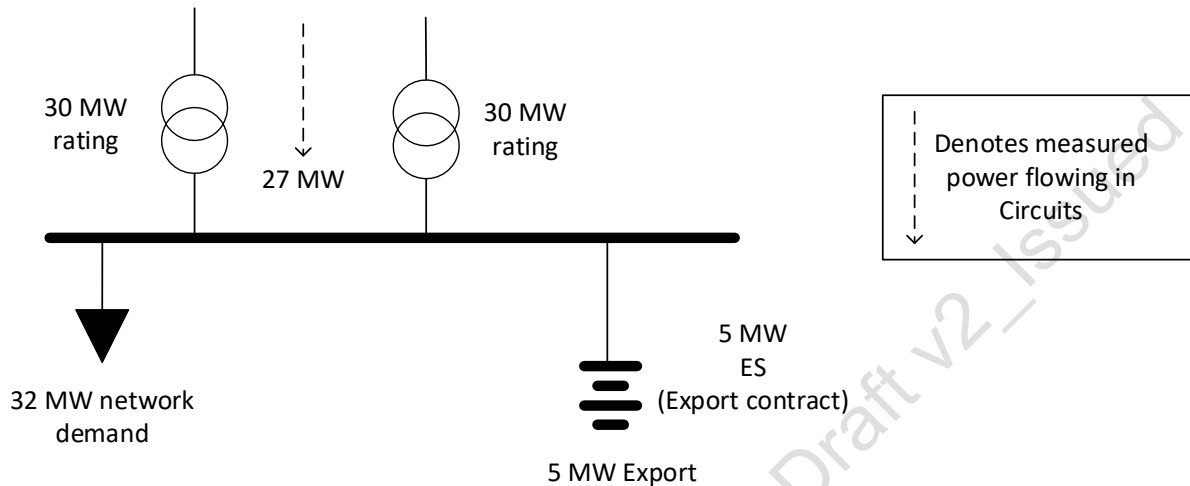 30 MW
rating
27 MW
30 MW
rating
Denotes measured
power flowing in
Circuits
32 MW network
demand
5 MW
ES
(Export contract)
5 MW Export
Draft v2_Issued